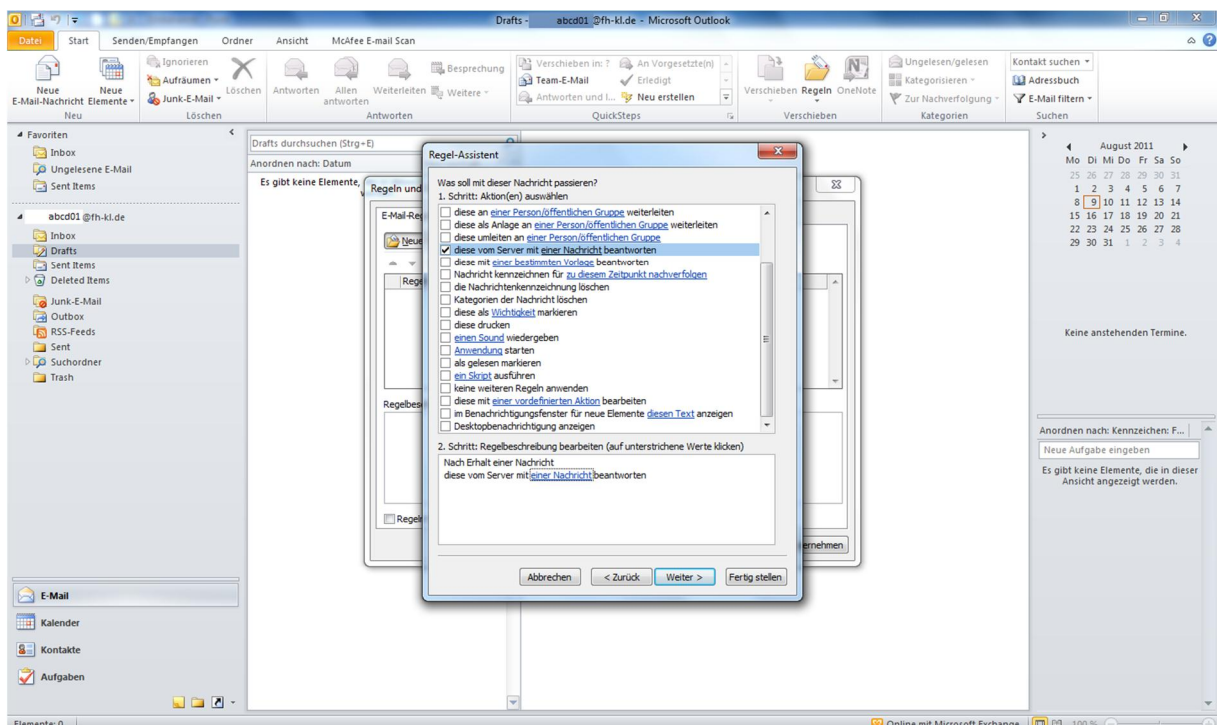 Drafts - abcd01 @fh-kl.de - Microsoft Outlook
Datei Start Senden/Empfangen Ordner Ansicht McAfee E-mail Scan
Neue E-Mail-Nachricht
Neue Elemente
Neu
Ignorieren
Aufräumen
Junk-E-Mail
Löschen
Löschen
Antworten
Allen antworten
Weiterleiten
Besprechung
Weitere
Antworten
Verschieben in: ?
Team-E-Mail
Antworten und l...
An Vorgesetzte(n)
Erledigt
Neu erstellen
QuickSteps
Verschieben
Regeln
OneNote
Verschieben
Ungelesen/gelesen
Kategorisieren
Zur Nachverfolgung
Kategorien
Kontakt suchen
Adressbuch
E-Mail filtern
Suchen
Favoriten
Inbox
Ungelesene E-Mail
Sent Items
abcd01 @fh-kl.de
Inbox
Drafts
Sent Items
Deleted Items
Junk-E-Mail
Outbox
RSS-Feeds
Sent
Suchordner
Trash
E-Mail
Kalender
Kontakte
Aufgaben
Drafts durchsuchen (Strg+E)
Anordnen nach: Datum
Es gibt keine Elemente,
Regeln und
E-Mail-Reg
Neue
Rege
Regelbes
Regeln
ernehmen
Regel-Assistent
Was soll mit dieser Nachricht passieren?
1. Schritt: Aktion(en) auswählen
diese an einer Person/öffentlichen Gruppe weiterleiten
diese als Anlage an einer Person/öffentlichen Gruppe weiterleiten
diese umleiten an einer Person/öffentlichen Gruppe
diese vom Server mit einer Nachricht beantworten
diese mit einer bestimmten Vorlage beantworten
Nachricht kennzeichnen für zu diesem Zeitpunkt nachverfolgen
die Nachrichtenkennzeichnung löschen
Kategorien der Nachricht löschen
diese als Wichtigkeit markieren
diese drucken
einen Sound wiedergeben
Anwendung starten
als gelesen markieren
ein Skript ausführen
keine weiteren Regeln anwenden
diese mit einer vordefinierten Aktion bearbeiten
im Benachrichtigungsfenster für neue Elemente diesen Text anzeigen
Desktopbenachrichtigung anzeigen
2. Schritt: Regelbeschreibung bearbeiten (auf unterstrichene Werte klicken)
Nach Erhalt einer Nachricht
diese vom Server mit einer Nachricht beantworten
Abbrechen < Zurück Weiter > Fertig stellen
August 2011
Mo Di Mi Do Fr Sa So
25 26 27 28 29 30 31
1 2 3 4 5 6 7
8 9 10 11 12 13 14
15 16 17 18 19 20 21
22 23 24 25 26 27 28
29 30 31 1 2 3 4
Keine anstehenden Termine.
Anordnen nach: Kennzeichen: F...
Neue Aufgabe eingeben
Es gibt keine Elemente, die in dieser
Ansicht angezeigt werden.
Elemente: 0
Online mit Microsoft Exchange
100 %